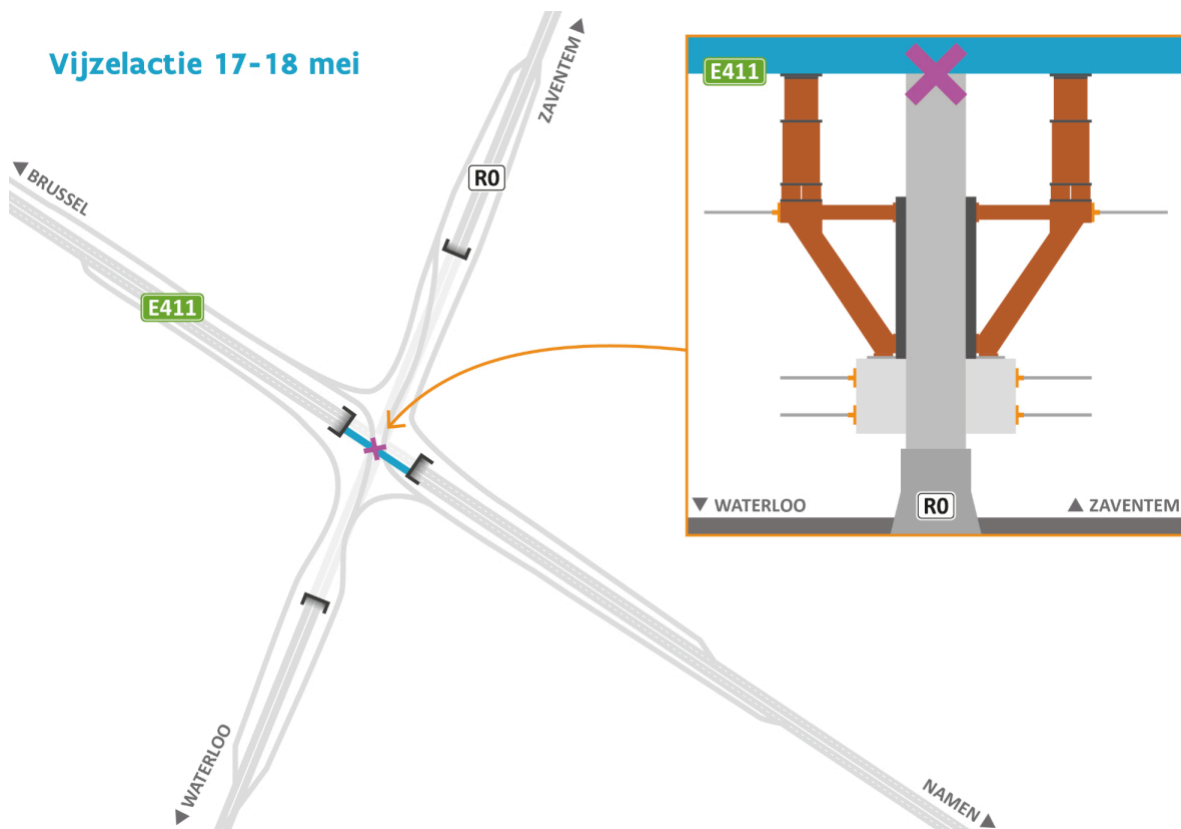 Vijzelactie 17-18 mei
ZAVENTEM
R0
BRUSSEL
E411
WATERLOO
NAMEN
E411
WATERLOO
R0
ZAVENTEM